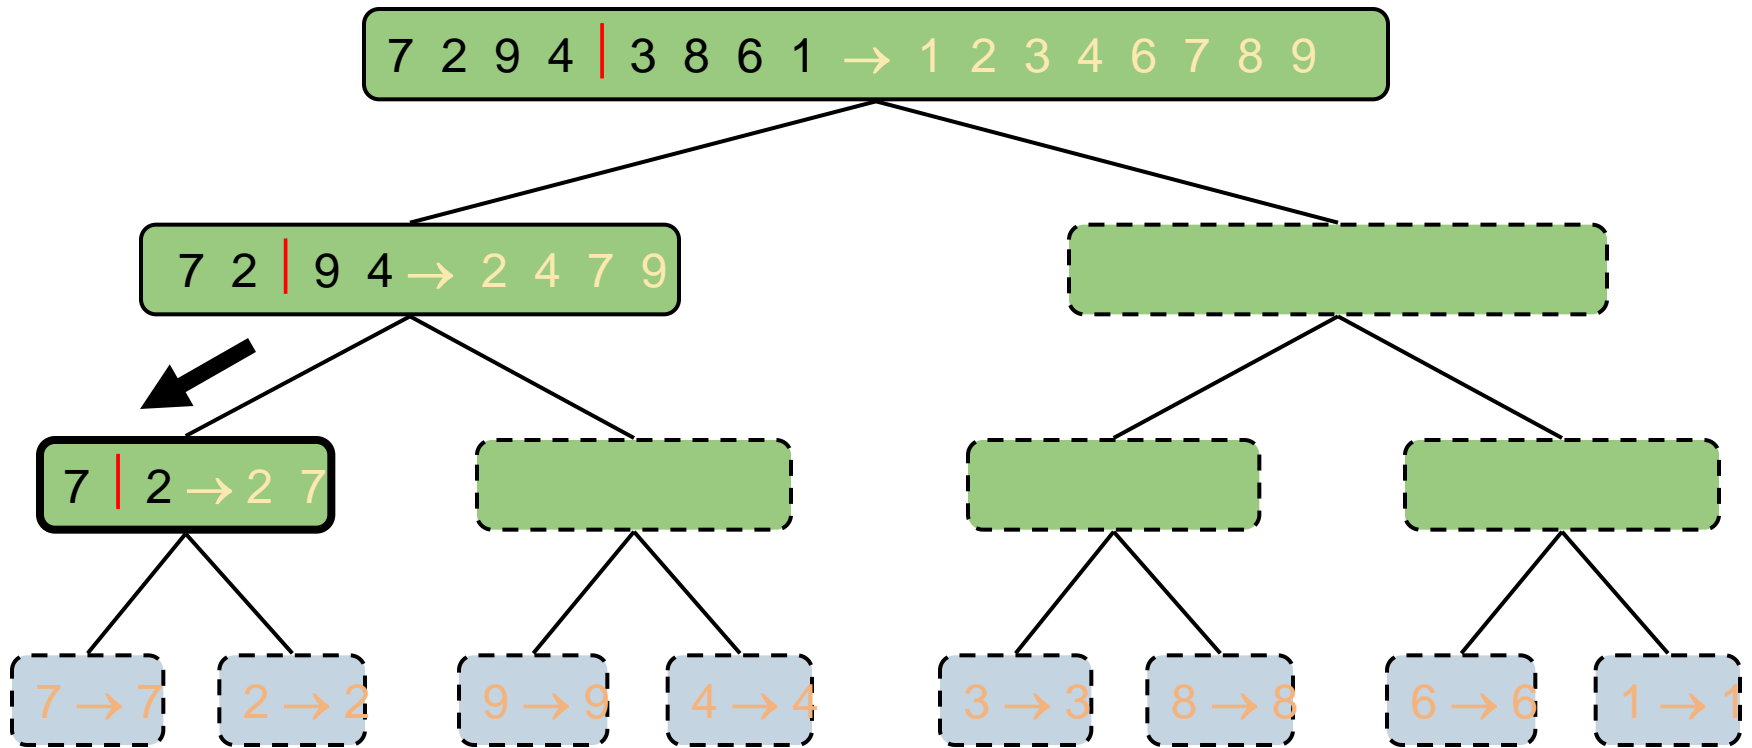 7 2 9 4 | 3 8 6 1 → 1 2 3 4 6 7 8 9
7 2 | 9 4 → 2 4 7 9
7 | 2 → 2 7
7 → 7
2 → 2
9 → 9
4 → 4
3 → 3
8 → 8
6 → 6
1 → 1